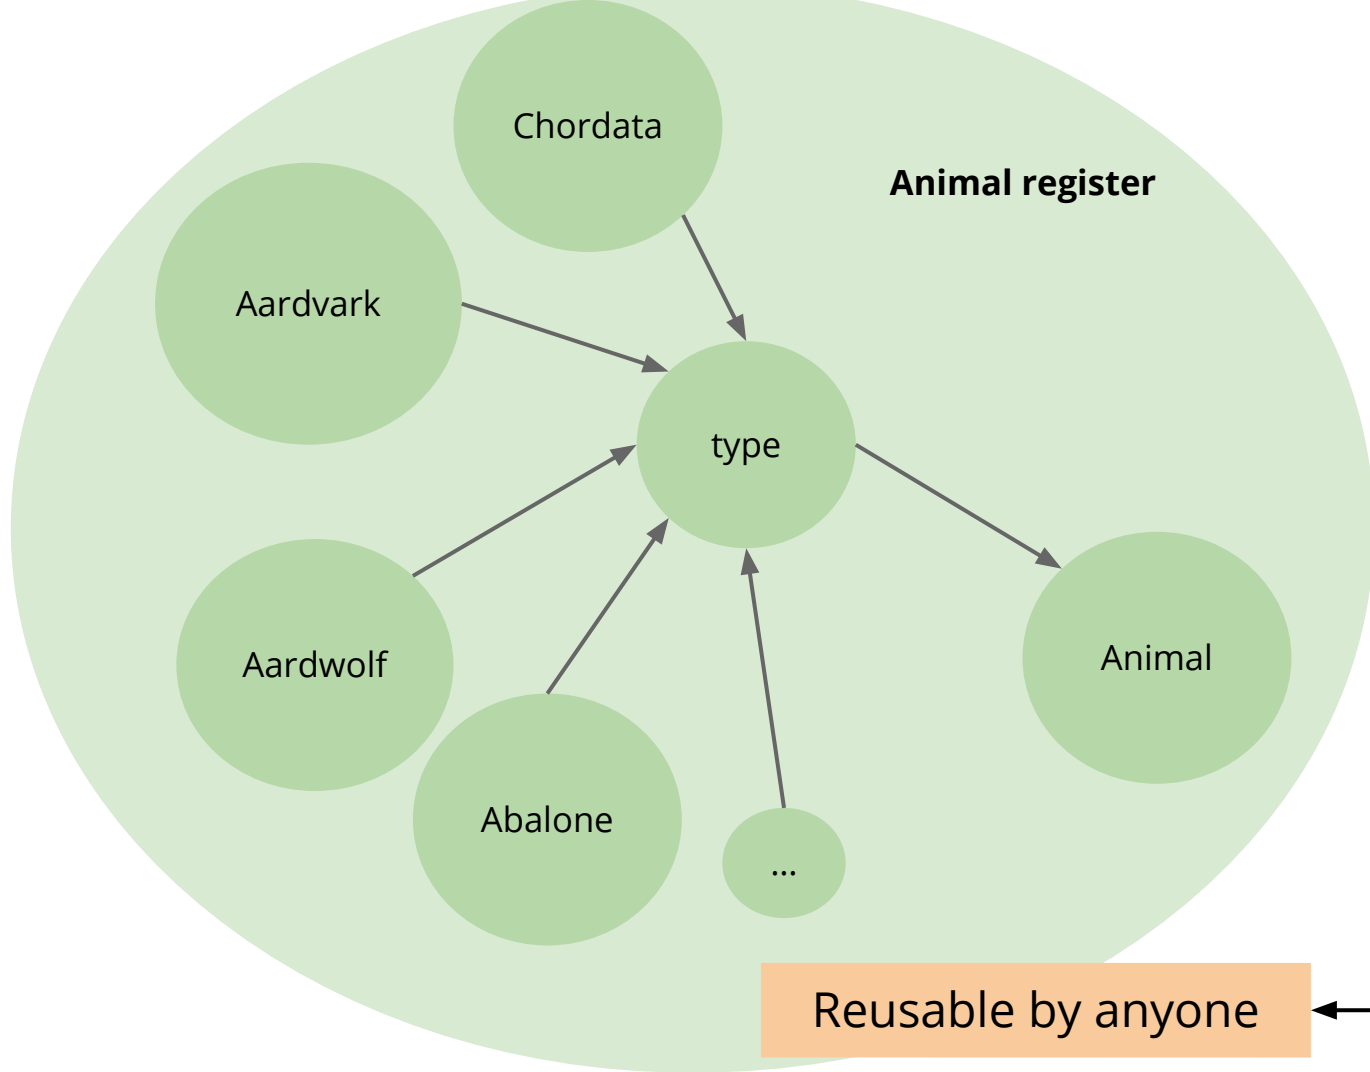 Chordata
Animal register
Aardvark
type
Animal
Aardwolf
Abalone
...
Reusable by anyone